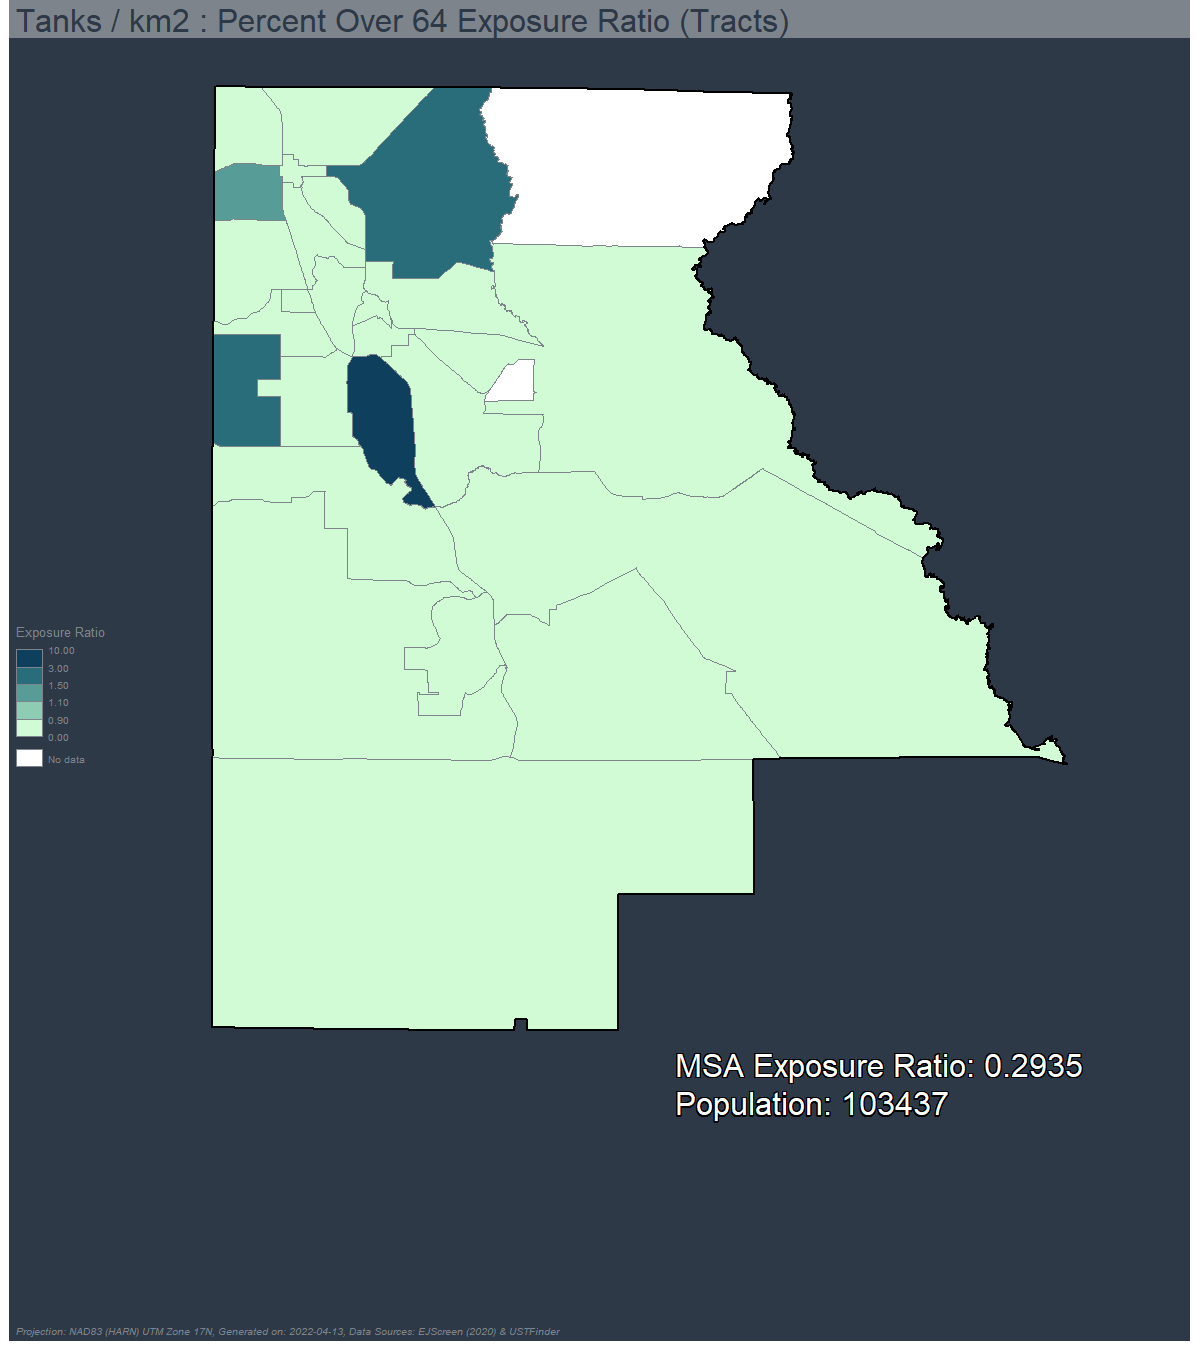 Tanks / km2 : Percent Over 64 Exposure Ratio (Tracts)
Exposure Ratio
10.00
3.00
1.50
1.10
0.90
0.00
No data
MSA Exposure Ratio: 0.2935
Population: 103437
Projection: NAD83 (HARN) UTM Zone 17N, Generated on: 2022-04-13, Data Sources: EJScreen (2020) & USTFinder